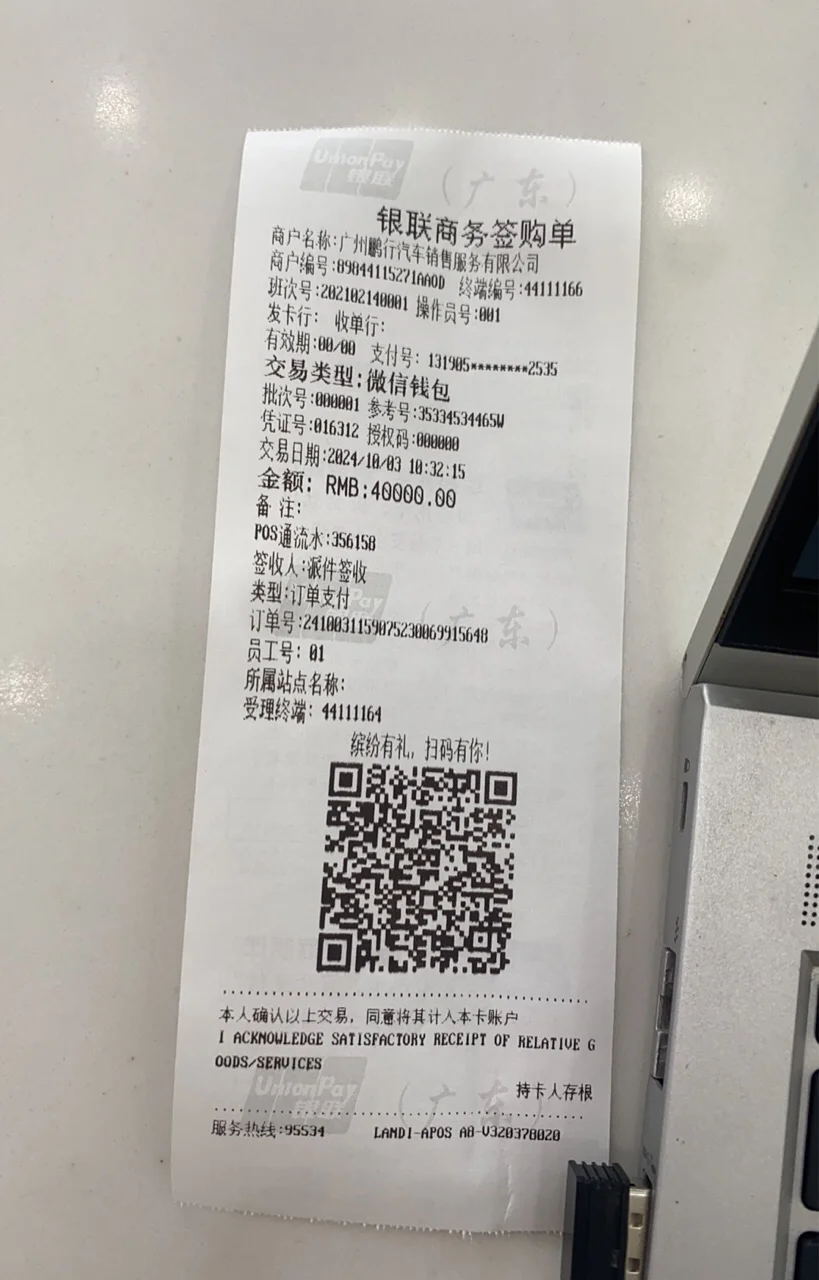 UnionPay
银联
(广东)
银联商务签购单
商户名称:广州鹏行汽车销售服务有限公司
商户编号:89844115271AAOD 终端编号:44111166
班次号:202102140001 操作员号:001
发卡行: 收单行:
有效期:00/00 支付号: 131905********2535
交易类型:微信钱包
批次号:000001 参考号:35334534465W
凭证号:016312 授权码:000000
交易日期:2024/10/03 10:32:15
金额: RMB:40000.00
备 注:
POS通流水:356158
签收人:派件签收
类型:订单支付
(广东)
订单号:2410031159075230069915648
员工号: 01
所属站点名称:
受理终端: 44111164
缤纷有礼, 扫码有你!
本人确认以上交易, 同意将其计入本卡账户
I ACKNOWLEDGE SATISFACTORY RECEIPT OF RELATIVE G
OODS/SERVICES
持卡人存根
UnionPay
银联
(广东)
服务热线:95534 LANDI-APOS A8-V320378020